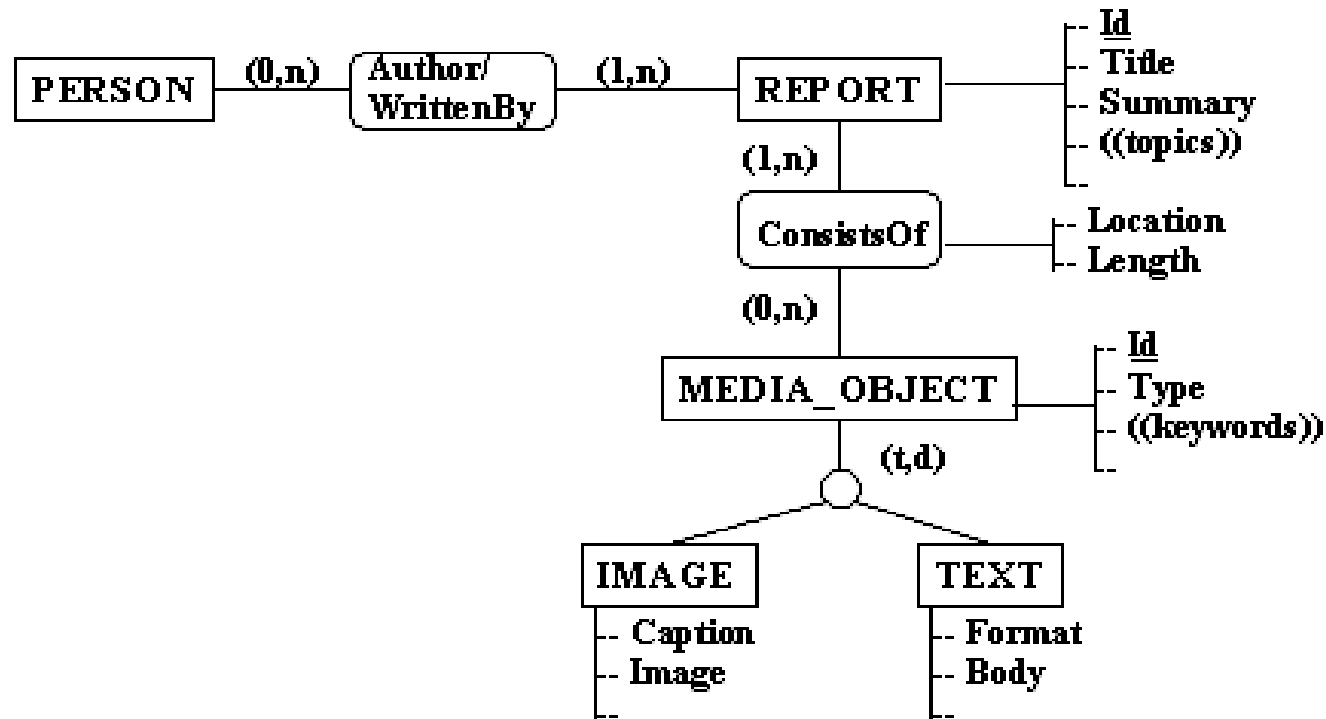 PERSON
(0,n)
Author/
WrittenBy
(1,n)
REPORT
Id
Title
Summary
((topics))
(1,n)
ConsistsOf
Location
Length
(0,n)
MEDIA_OBJECT
Id
Type
((keywords))
(t,d)
IMAGE
Caption
Image
TEXT
Format
Body